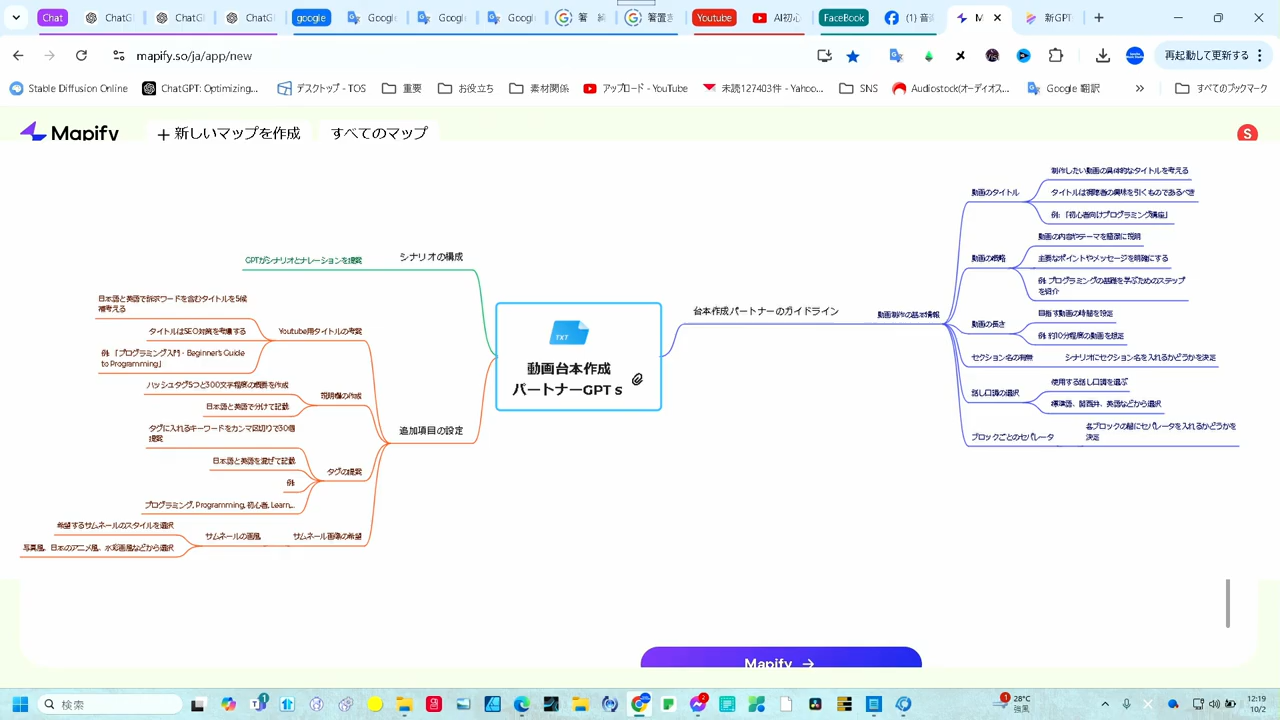 Chat
ChatG
ChatG
ChatG
google
Google
Google
Google
箸
箸置き
Youtube
AI初心
FaceBook
(1) 音
M
新GPT
mapify.so/ja/app/new
再起動して更新する
Stable Diffusion Online
ChatGPT: Optimizing...
デスクトップ - TOS
重要
お役立ち
素材関係
アップロード - YouTube
未読127403件 - Yahoo...
SNS
Audiostock(オーディオス...
Google 翻訳
»
すべてのブックマーク
Mapify
+ 新しいマップを作成
すべてのマップ
S
動画台本作成
パートナーGPTs
TXT
シナリオの構成
GPTがシナリオとナレーションを提案
追加項目の設定
Youtube用タイトルの考案
日本語と英語で訴求ワードを含むタイトルを5候
補考える
タイトルはSEO対策を考慮する
例: 「プログラミング入門 - Beginner's Guide
to Programming」
説明欄の作成
ハッシュタグ5つと300文字程度の概要を作成
日本語と英語で分けて記載
タグの提案
タグに入れるキーワードをカンマ区切りで30個
提案
日本語と英語を混ぜて記載
例:
プログラミング, Programming, 初心者, Learn,...
サムネール画像の希望
サムネールの画風
希望するサムネールのスタイルを選択
写真風、日本のアニメ風、水彩画風などから選択
台本作成パートナーのガイドライン
動画制作の基本情報
動画のタイトル
制作したい動画の具体的なタイトルを考える
タイトルは視聴者の興味を引くものであるべき
例: 「初心者向けプログラミング講座」
動画の概略
動画の内容やテーマを簡潔に説明
主要なポイントやメッセージを明確にする
例: プログラミングの基礎を学ぶためのステップ
を紹介
動画の長さ
目指す動画の時間を設定
例: 約10分程度の動画を想定
セクション名の有無
シナリオにセクション名を入れるかどうかを決定
話し口調の選択
使用する話し口調を選ぶ
標準語、関西弁、英語などから選択
ブロックごとのセパレータ
各ブロックの間にセパレータを入れるかどうかを
決定
Mapify →
検索
1
2
1
28°C
強風
12:19
10/2